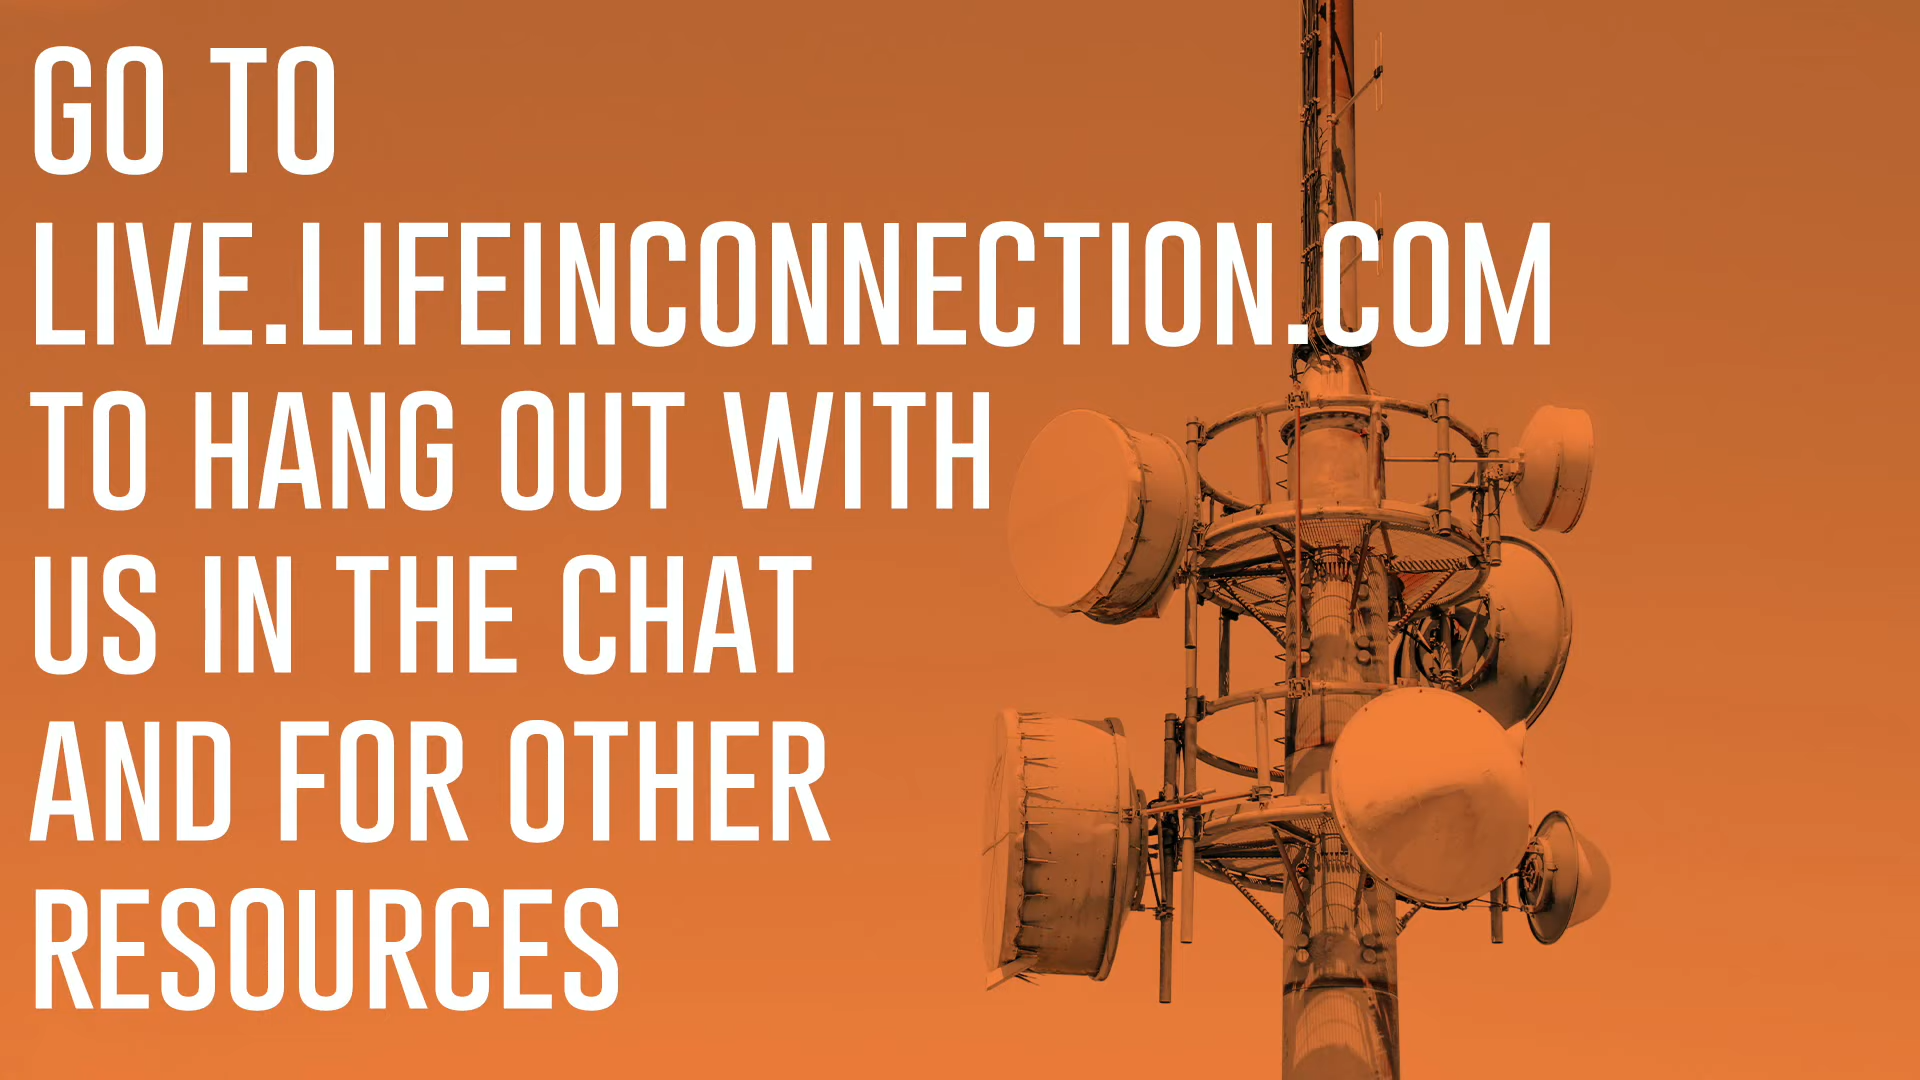 GO TO
LIVE.LIFEINCONNECTION.COM
TO HANG OUT WITH
US IN THE CHAT
AND FOR OTHER
RESOURCES